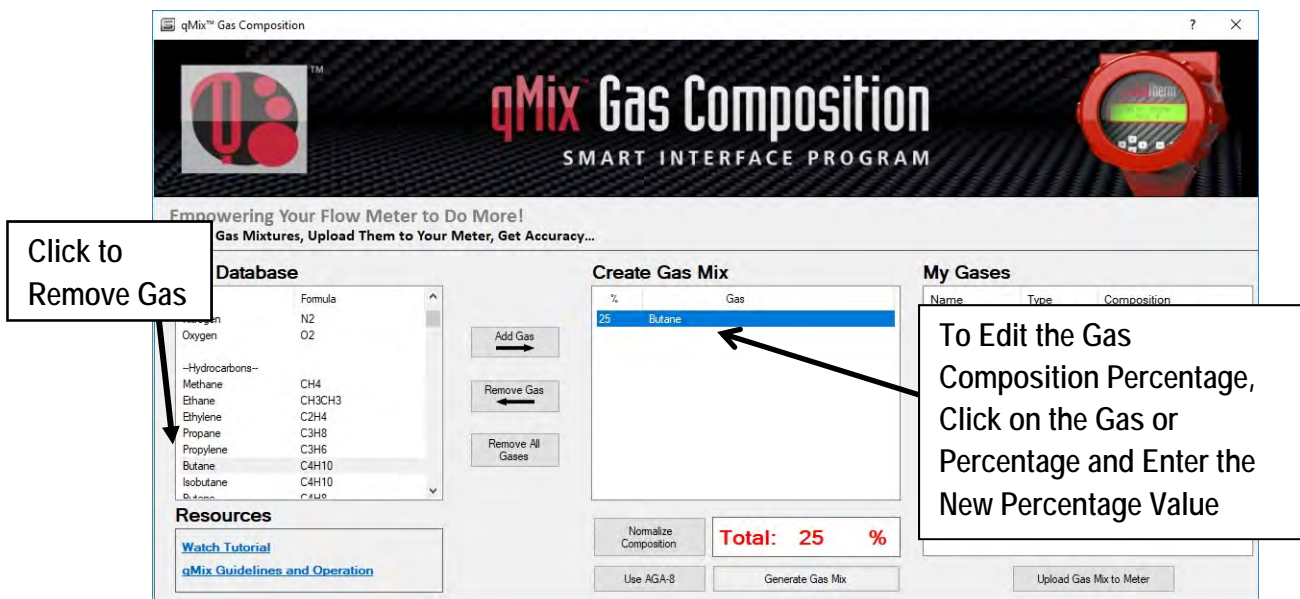 qMix™ Gas Composition
? ×
TM
qMix™ Gas Composition
SMART INTERFACE PROGRAM
Empowering Your Flow Meter to Do More!
Gas Mixtures, Upload Them to Your Meter, Get Accuracy...
Click to
Remove Gas
Database
Formula
N2
Oxygen O2
--Hydrocarbons--
Methane CH4
Ethane CH3CH3
Ethylene C2H4
Propane C3H8
Propylene C3H6
Butane C4H10
Isobutane C4H10
Butene C4H8
Add Gas
Remove Gas
Remove All
Gases
Create Gas Mix
% Gas
25 Butane
My Gases
Name Type Composition
To Edit the Gas
Composition Percentage,
Click on the Gas or
Percentage and Enter the
New Percentage Value
Resources
Watch Tutorial
qMix Guidelines and Operation
Normalize
Composition
Total: 25 %
Use AGA-8
Generate Gas Mix
Upload Gas Mix to Meter